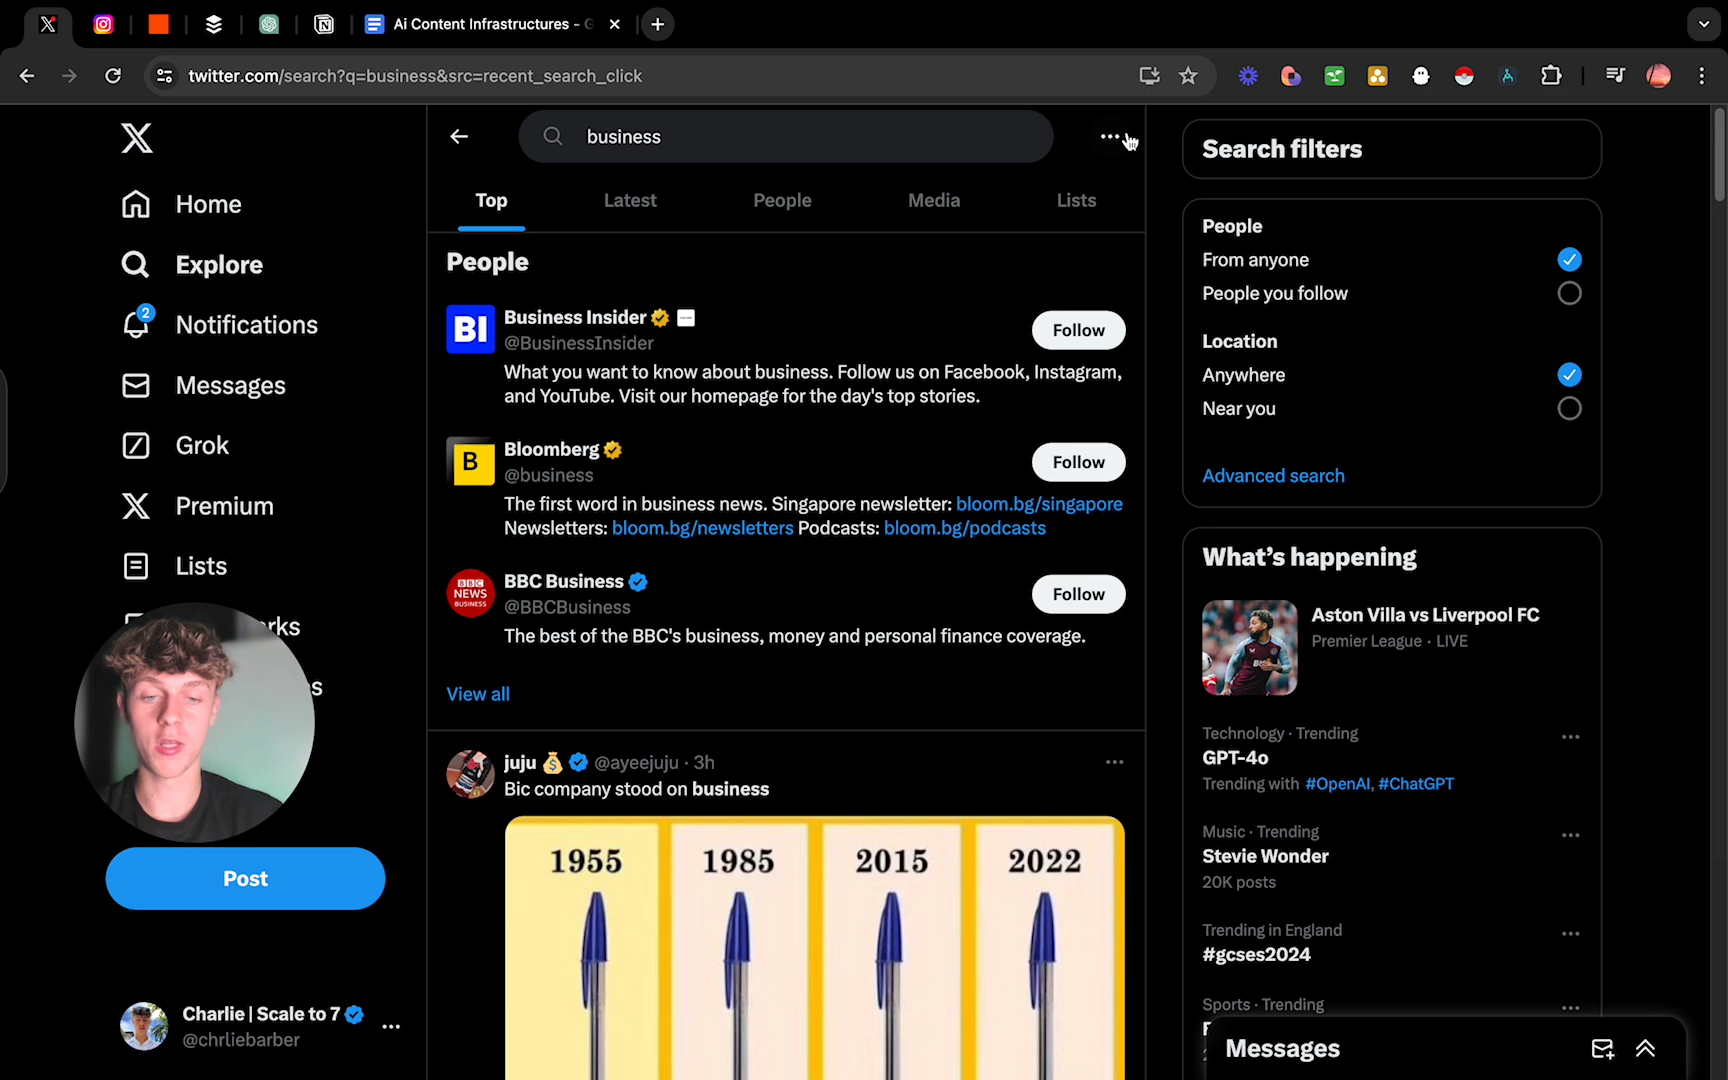 Ai Content Infrastructures - G
twitter.com/search?q=business&src=recent_search_click
business
Top
Latest
People
Media
Lists
Home
Explore
2
Notifications
Messages
Grok
Premium
Lists
Post
Charlie | Scale to 7
@chrliebarber
People
BI
Business Insider
@BusinessInsider
Follow
What you want to know about business. Follow us on Facebook, Instagram,
and YouTube. Visit our homepage for the day's top stories.
B
Bloomberg
@business
Follow
The first word in business news. Singapore newsletter: bloom.bg/singapore
Newsletters: bloom.bg/newsletters Podcasts: bloom.bg/podcasts
BBC
NEWS
BUSINESS
BBC Business
@BBCBusiness
Follow
The best of the BBC's business, money and personal finance coverage.
View all
juju @ayeejuju · 3h
Bic company stood on business
1955
1985
2015
2022
Search filters
People
From anyone
People you follow
Location
Anywhere
Near you
Advanced search
What's happening
Aston Villa vs Liverpool FC
Premier League · LIVE
Technology · Trending
GPT-4o
Trending with #OpenAI, #ChatGPT
Music · Trending
Stevie Wonder
20K posts
Trending in England
#gcses2024
Sports · Trending
Messages